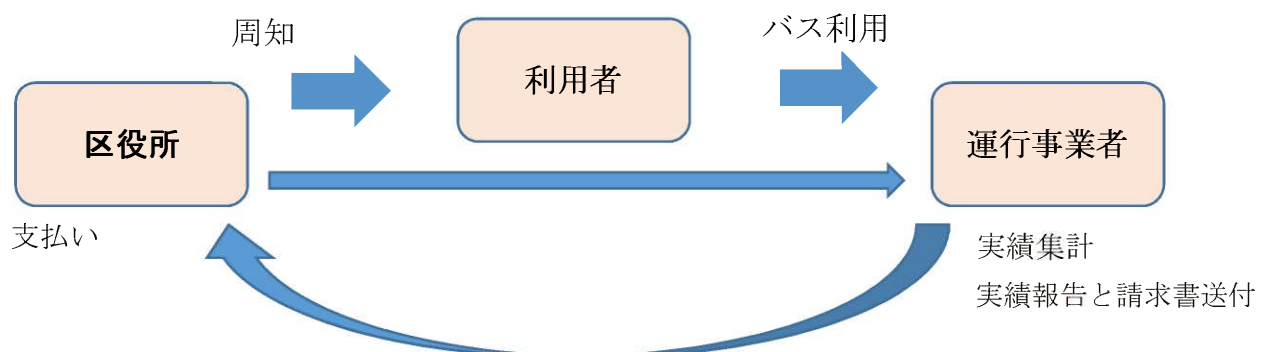 周知
バス利用
利用者
区役所
運行事業者
支払い
実績集計
実績報告と請求書送付